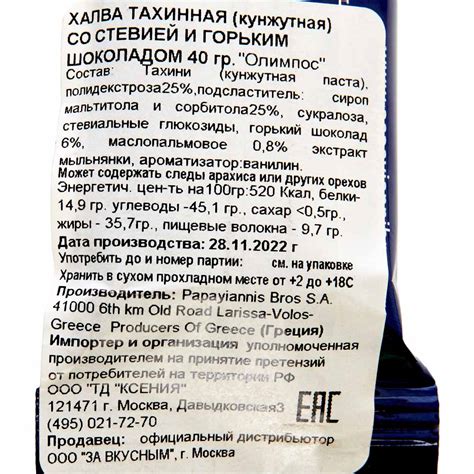 ХАЛВА ТАХИННАЯ (кунжутная)
СО СТЕВИЕЙ И ГОРЬКИМ
ШОКОЛАДОМ 40 гр. "Олимпос"
Состав: Тахини (кунжутная паста),
полидекстроза25%,подсластитель: сироп
мальтитола и сорбитола25%, сукралоза,
стевиальные глюкозиды, горький шоколад
6%, маслопальмовое 0,8% экстракт
мыльнянки, ароматизатор:ванилин.
Может содержать следы арахиса или других орехов
Энергетич. цен-ть на100гр:520 Ккал, белки-
14,9 гр. углеводы -45,1 гр., сахар <0,5гр.,
жиры - 35,7гр., пищевые волокна - 9,7 гр.
Дата производства: 28.11.2022 г
Употребить до и номер партии: см. на упаковке
Хранить в сухом прохладном месте от +2 до +18С
Производитель: Papayiannis Bros S.A.
41000 6th km Old Road Larissa-Volos-
Greece Producers Of Greece (Греция)
Импортер и организация уполномоченная
производителем на принятие претензий
от потребителей на территории РФ
ООО "ТД "КСЕНИЯ"
121471 г. Москва, Давыдковская3
(495) 021-72-70
ЕАС
Продавец: официальный дистрибьютор
ООО "ЗА ВКУСНЫМ", г. Москва